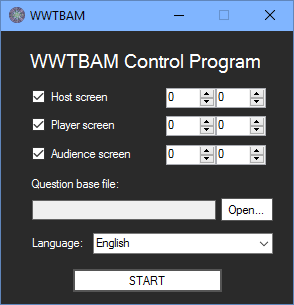 WWTBAM
WWTBAM Control Program
Host screen 0 0
Player screen 0 0
Audience screen 0 0
Question base file:
Open...
Language: English
START